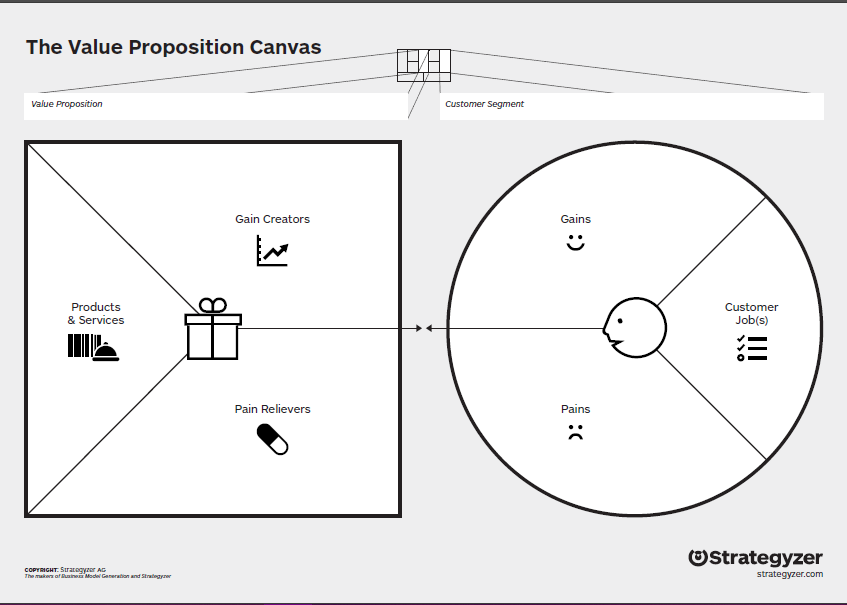 The Value Proposition Canvas
Value Proposition
Customer Segment
Gain Creators
Gains
Products
& Services
Customer
Job(s)
Pain Relievers
Pains
COPYRIGHT: Strategyzer AG
The makers of Business Model Generation and Strategyzer
Strategyzer
strategyzer.com